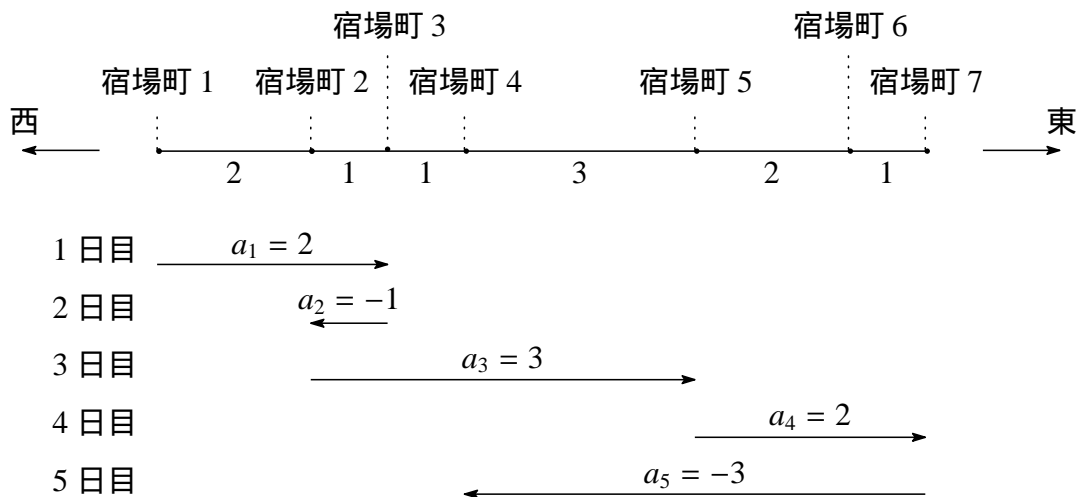 宿場町 3
宿場町 6
宿場町 1
宿場町 2
宿場町 4
宿場町 5
宿場町 7
西
東
2
1
1
3
2
1
1 日目
a₁ = 2
2 日目
a₂ = −1
3 日目
a₃ = 3
4 日目
a₄ = 2
5 日目
a₅ = −3